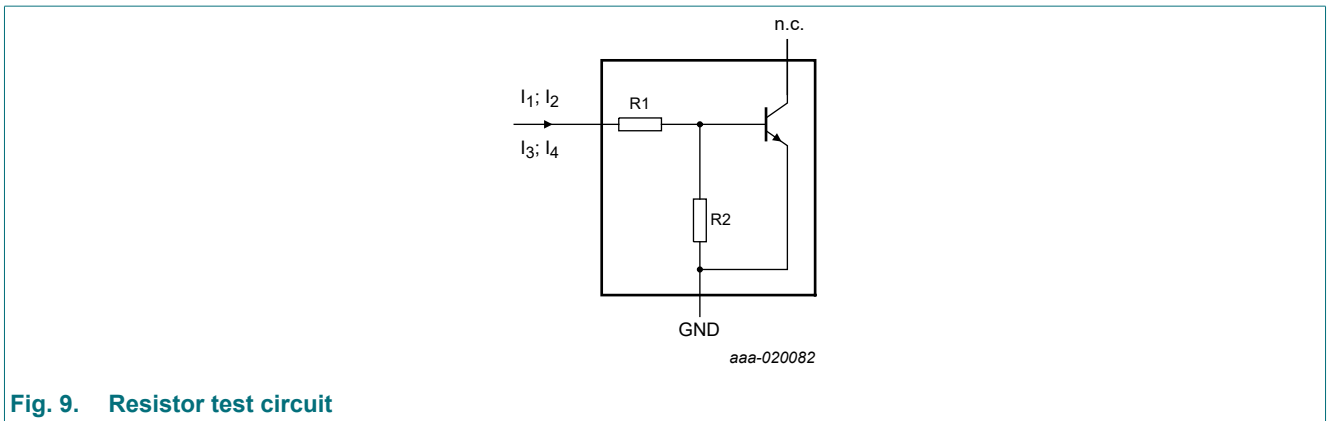 n.c.
I1; I2
R1
I3; I4
R2
GND
aaa-020082
Fig. 9. Resistor test circuit